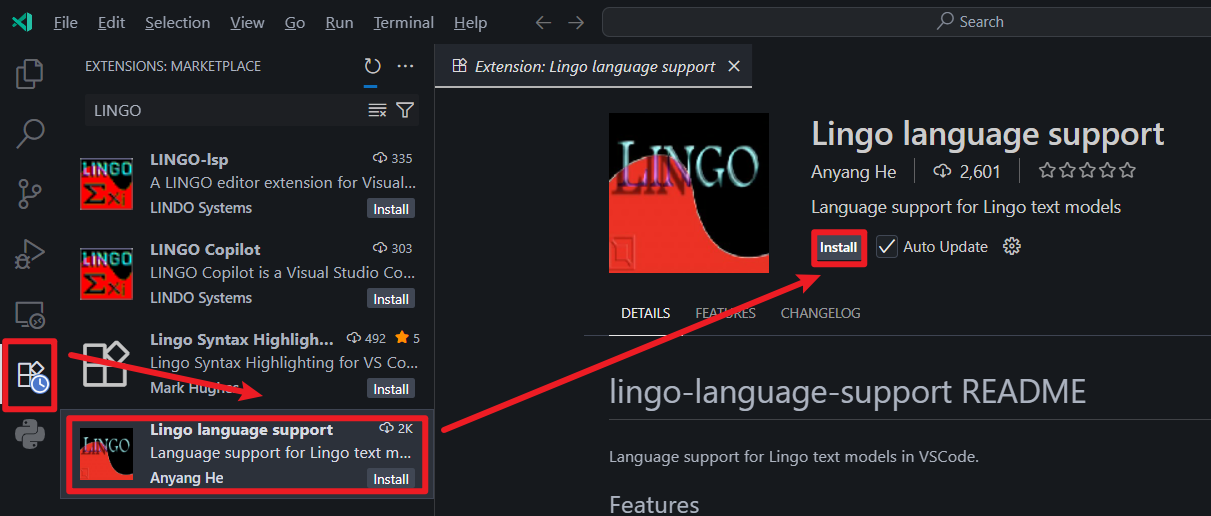 File Edit Selection View Go Run Terminal Help Search
EXTENSIONS: MARKETPLACE
LINGO
LINGO-lsp 335
A LINGO editor extension for Visual...
LINDO Systems Install
LINGO Copilot 303
LINGO Copilot is a Visual Studio Co...
LINDO Systems Install
Lingo Syntax Highligh... 492 5
Lingo Syntax Highlighting for VS Co...
Mark Hughes Install
Lingo language support 2K
Language support for Lingo text m...
Anyang He Install
Extension: Lingo language support
LINGO
Lingo language support
Anyang He 2,601
Language support for Lingo text models
Install Auto Update
DETAILS FEATURES CHANGELOG
lingo-language-support README
Language support for Lingo text models in VSCode.
Features